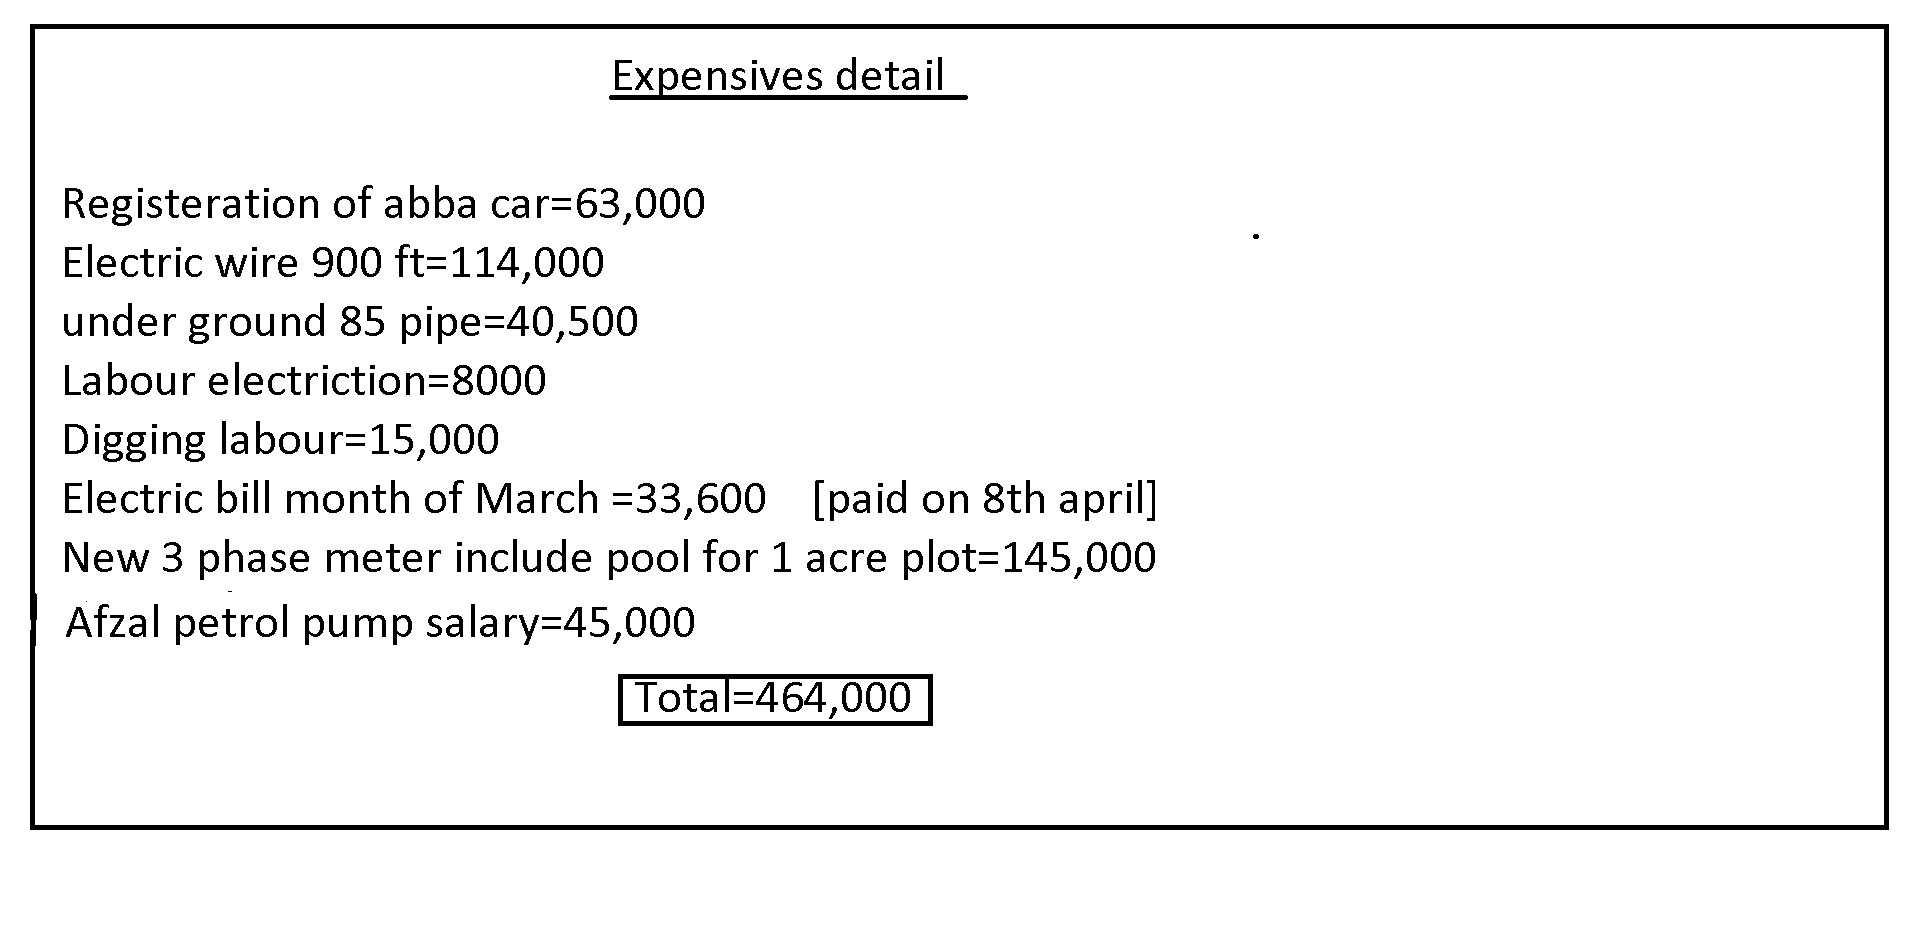 Expensives detail
Registeration of abba car=63,000
Electric wire 900 ft=114,000
under ground 85 pipe=40,500
Labour electriction=8000
Digging labour=15,000
Electric bill month of March =33,600 [paid on 8th april]
New 3 phase meter include pool for 1 acre plot=145,000
Afzal petrol pump salary=45,000
Total=464,000